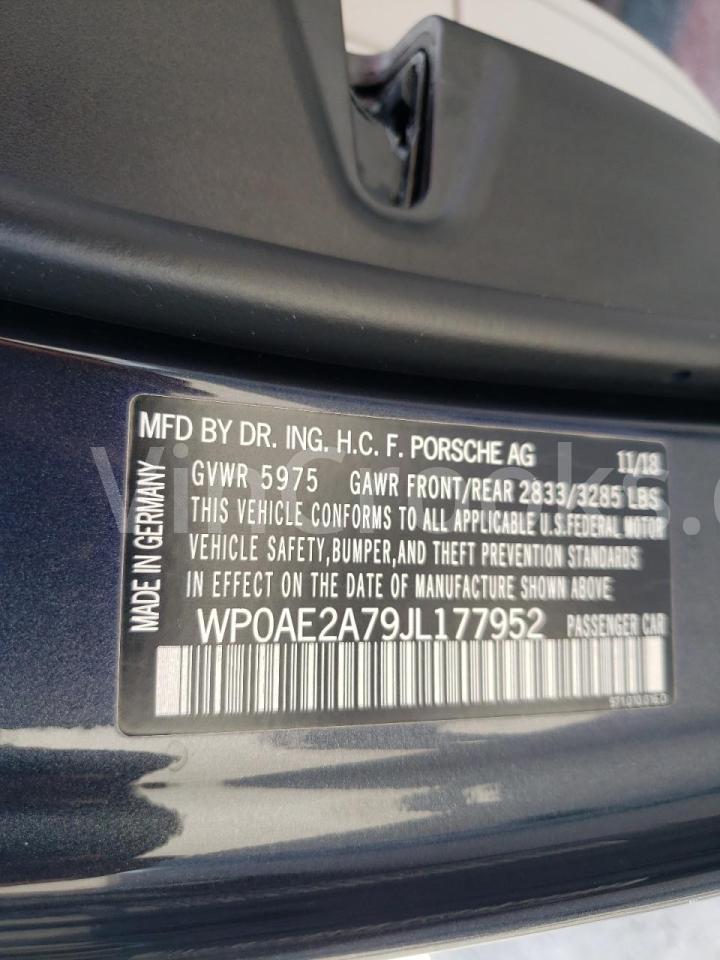 MFD BY DR. ING. H.C. F. PORSCHE AG 11/18
GVWR 5975 GAWR FRONT/REAR 2833/3285 LBS
THIS VEHICLE CONFORMS TO ALL APPLICABLE U.S.FEDERAL MOTOR
VEHICLE SAFETY,BUMPER,AND THEFT PREVENTION STANDARDS
IN EFFECT ON THE DATE OF MANUFACTURE SHOWN ABOVE
WP0AE2A79JL177952 PASSENGER CAR
MADE IN GERMANY